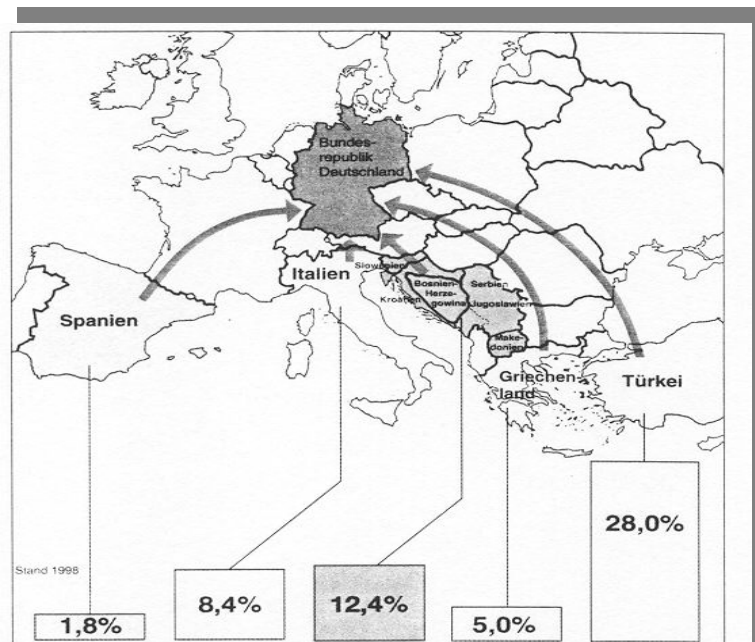 Bundes-
republik
Deutschland
Italien
Slowenien
Kroatien
Bosnien-
Herze-
gowina
Serbien
Jugoslawien
Make-
donien
Spanien
Griechen-
land
Türkei
Stand 1998
1,8%
8,4%
12,4%
5,0%
28,0%